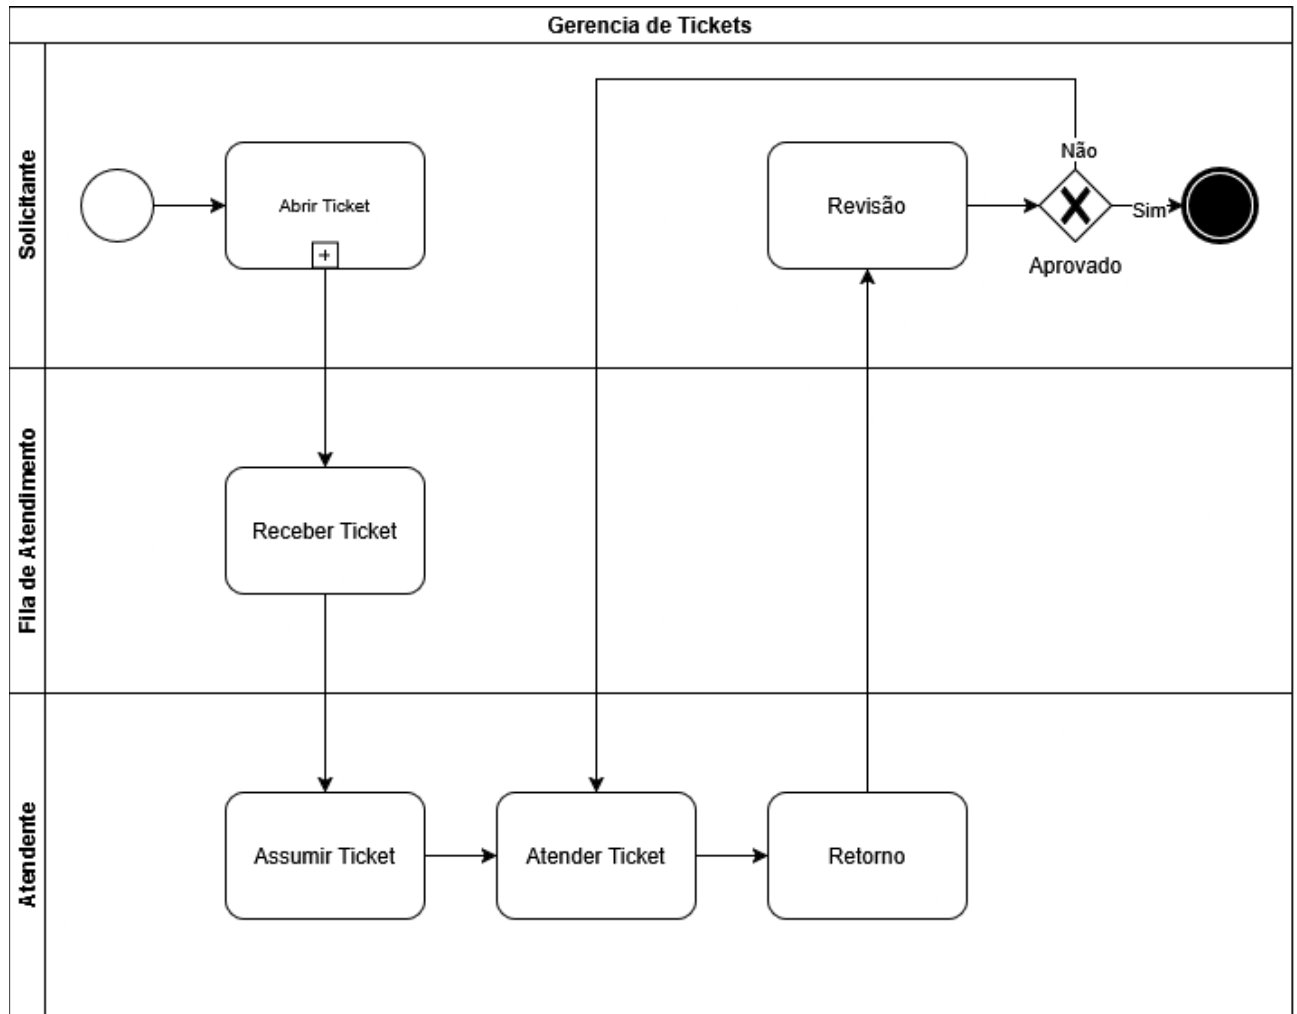 Gerencia de Tickets
Solicitante
Abrir Ticket
Revisão
Não
Sim
Aprovado
Fila de Atendimento
Receber Ticket
Atendente
Assumir Ticket
Atender Ticket
Retorno